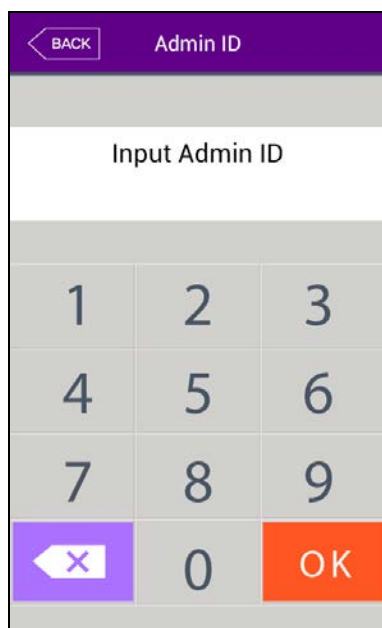 BACK Admin ID
Input Admin ID
1 2 3
4 5 6
7 8 9
0 OK